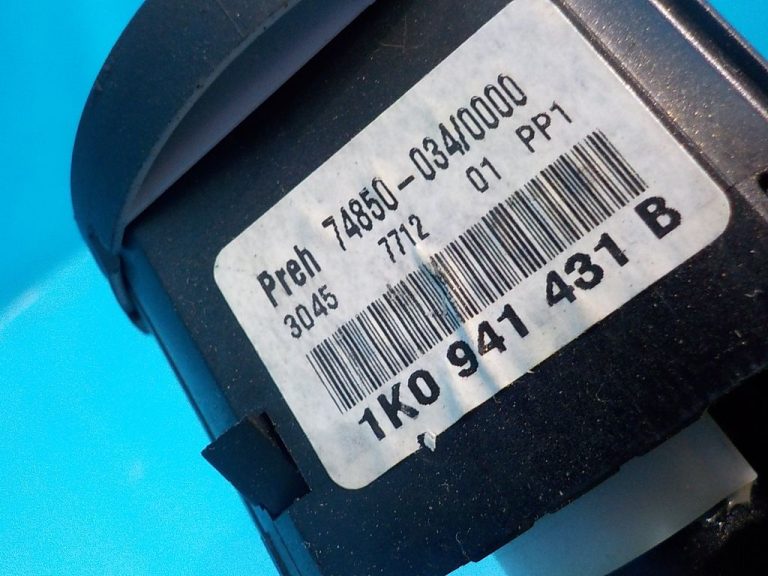 Preh 74850-034/0000
3045 7712 01 PP1
1K0 941 431 B